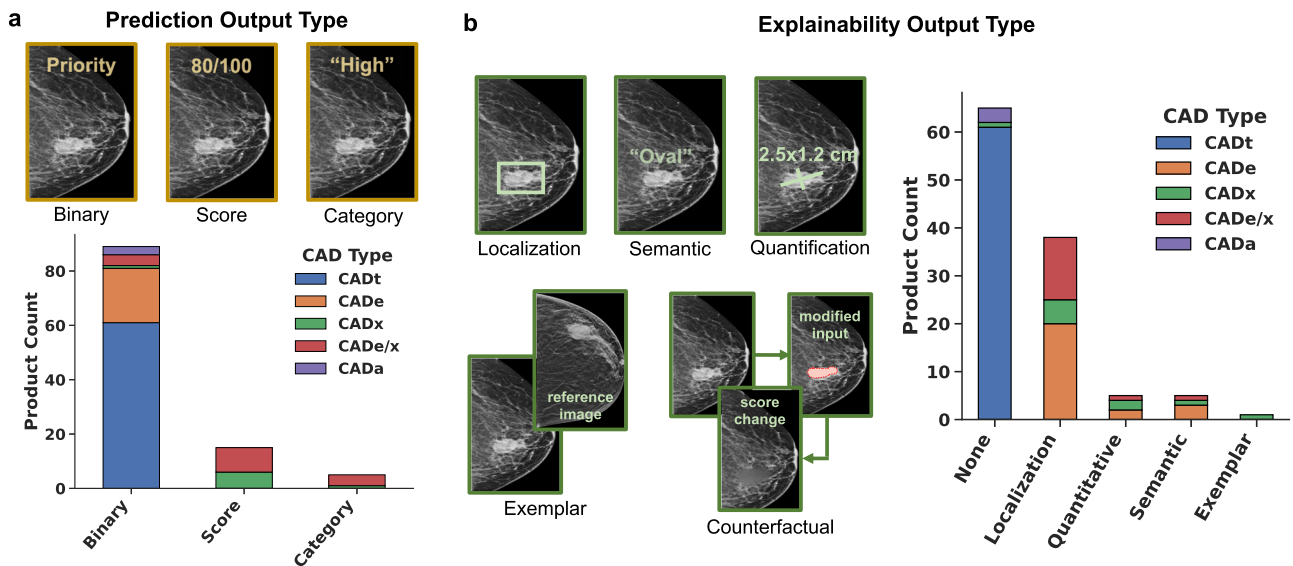 a
Prediction Output Type
Priority
80/100
“High”
Binary
Score
Category
Product Count
80
60
40
20
0
CAD Type
CADt
CADe
CADx
CADe/x
CADa
Binary
Score
Category
b
Explainability Output Type
“Oval”
2.5x1.2 cm
Localization
Semantic
Quantification
reference
image
Exemplar
modified
input
score
change
Counterfactual
Product Count
60
50
40
30
20
10
0
CAD Type
CADt
CADe
CADx
CADe/x
CADa
None
Localization
Quantitative
Semantic
Exemplar